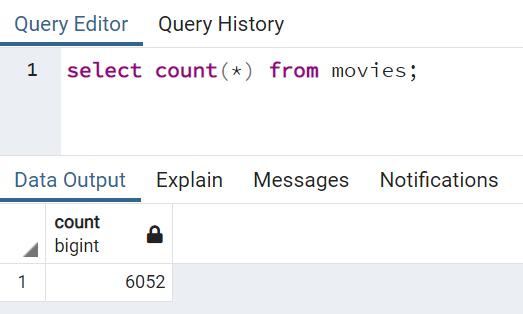 Query Editor Query History
1 select count(*) from movies;
Data Output Explain Messages Notifications
count
bigint
1 6052